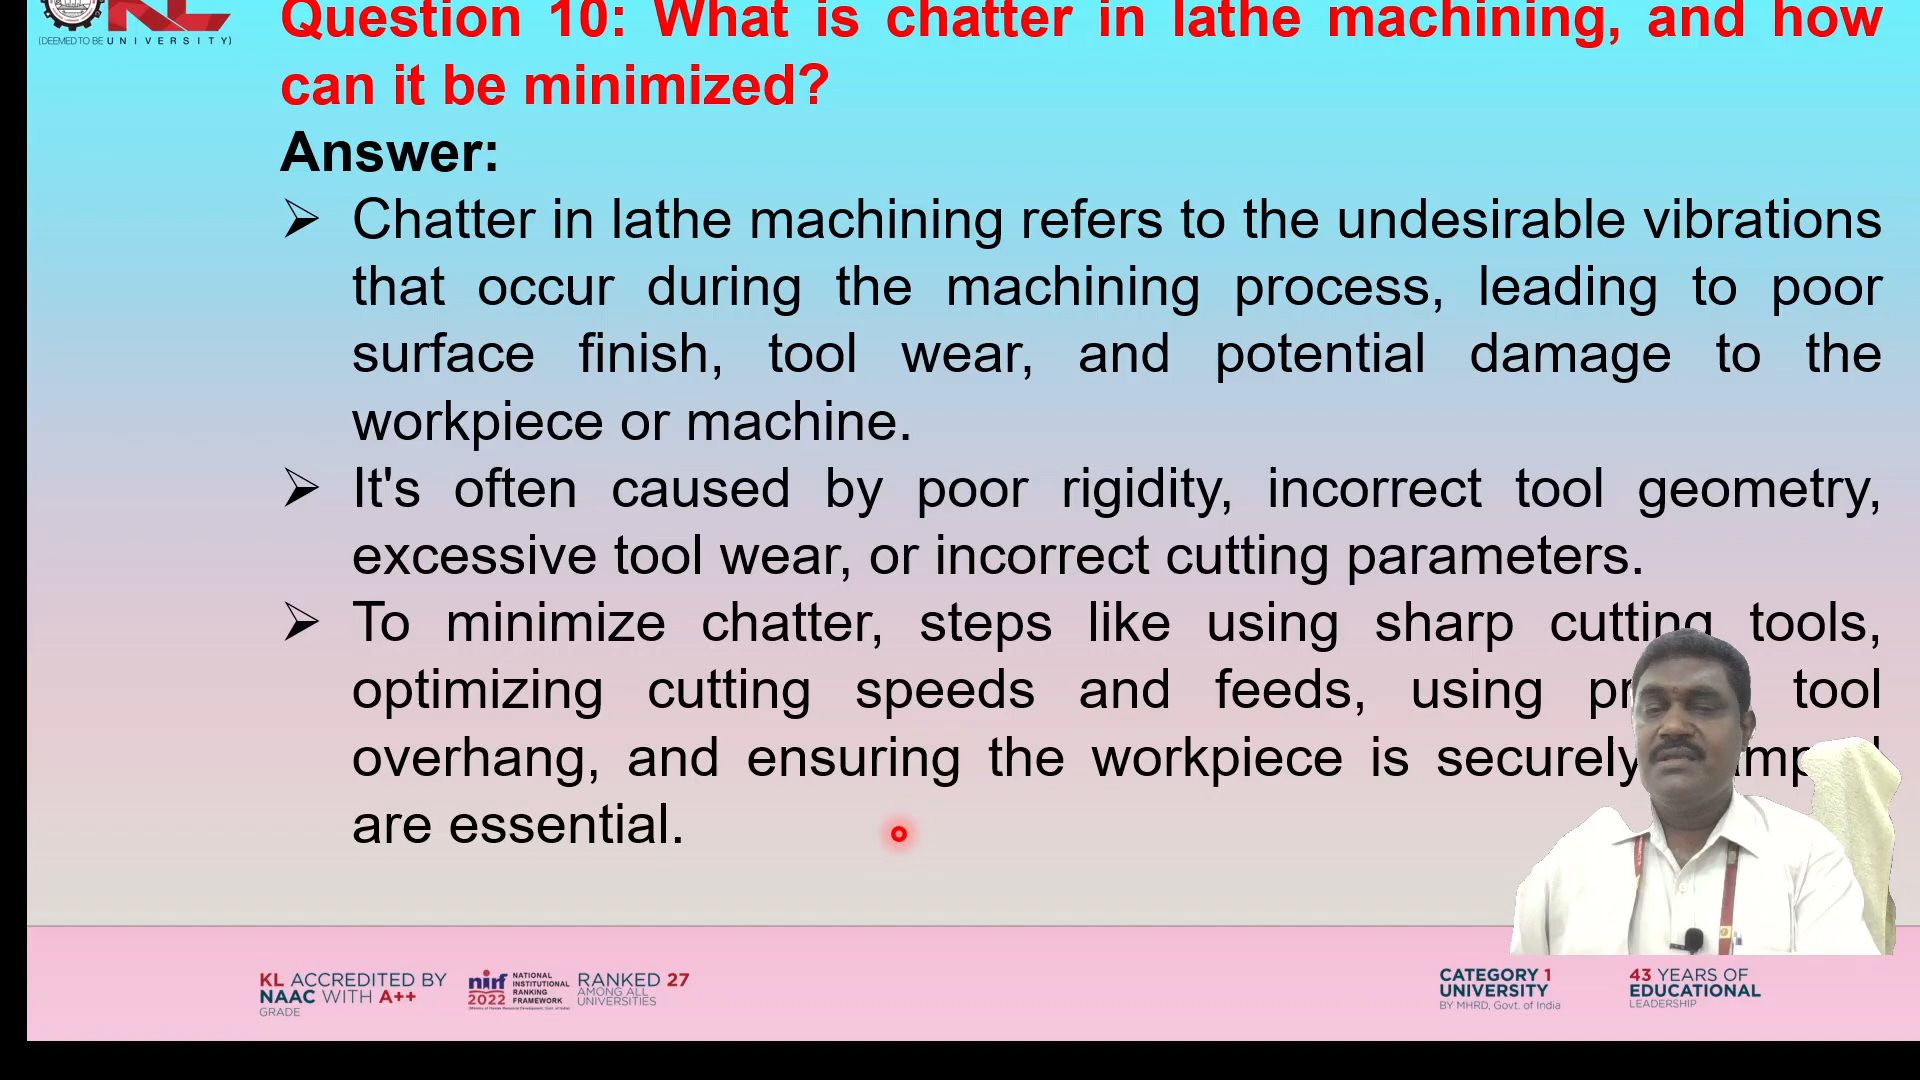 KL
(DEEMED TO BE UNIVERSITY)
Question 10: What is chatter in lathe machining, and how
can it be minimized?
Answer:
➢ Chatter in lathe machining refers to the undesirable vibrations
that occur during the machining process, leading to poor
surface finish, tool wear, and potential damage to the
workpiece or machine.
➢ It's often caused by poor rigidity, incorrect tool geometry,
excessive tool wear, or incorrect cutting parameters.
➢ To minimize chatter, steps like using sharp cutting tools,
optimizing cutting speeds and feeds, using tool
overhang, and ensuring the workpiece is securely
are essential.
KL ACCREDITED BY
NAAC WITH A++
GRADE
nirf
2022
NATIONAL
INSTITUTIONAL
RANKING
FRAMEWORK
RANKED 27
AMONG ALL
UNIVERSITIES
CATEGORY 1
UNIVERSITY
BY MHRD, Govt. of India
43 YEARS OF
EDUCATIONAL
LEADERSHIP